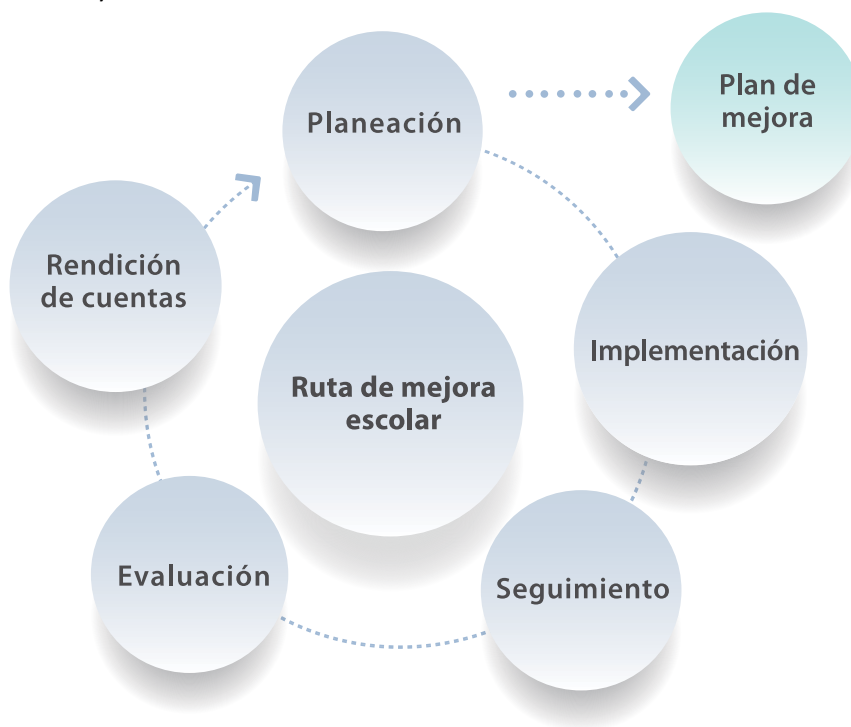 Planeación
Plan de
mejora
Rendición
de cuentas
Implementación
Ruta de mejora
escolar
Evaluación
Seguimiento